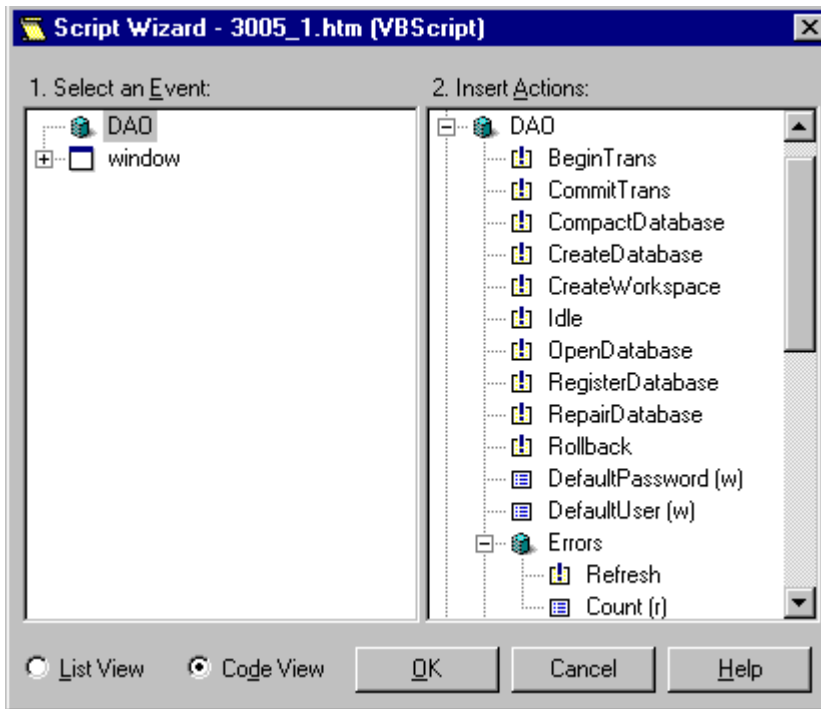 Script Wizard - 3005_1.htm (VBScript)
1. Select an Event:
DAO
window
2. Insert Actions:
DAO
BeginTrans
CommitTrans
CompactDatabase
CreateDatabase
CreateWorkspace
Idle
OpenDatabase
RegisterDatabase
RepairDatabase
Rollback
DefaultPassword (w)
DefaultUser (w)
Errors
Refresh
Count (r)
List View
Code View
OK
Cancel
Help